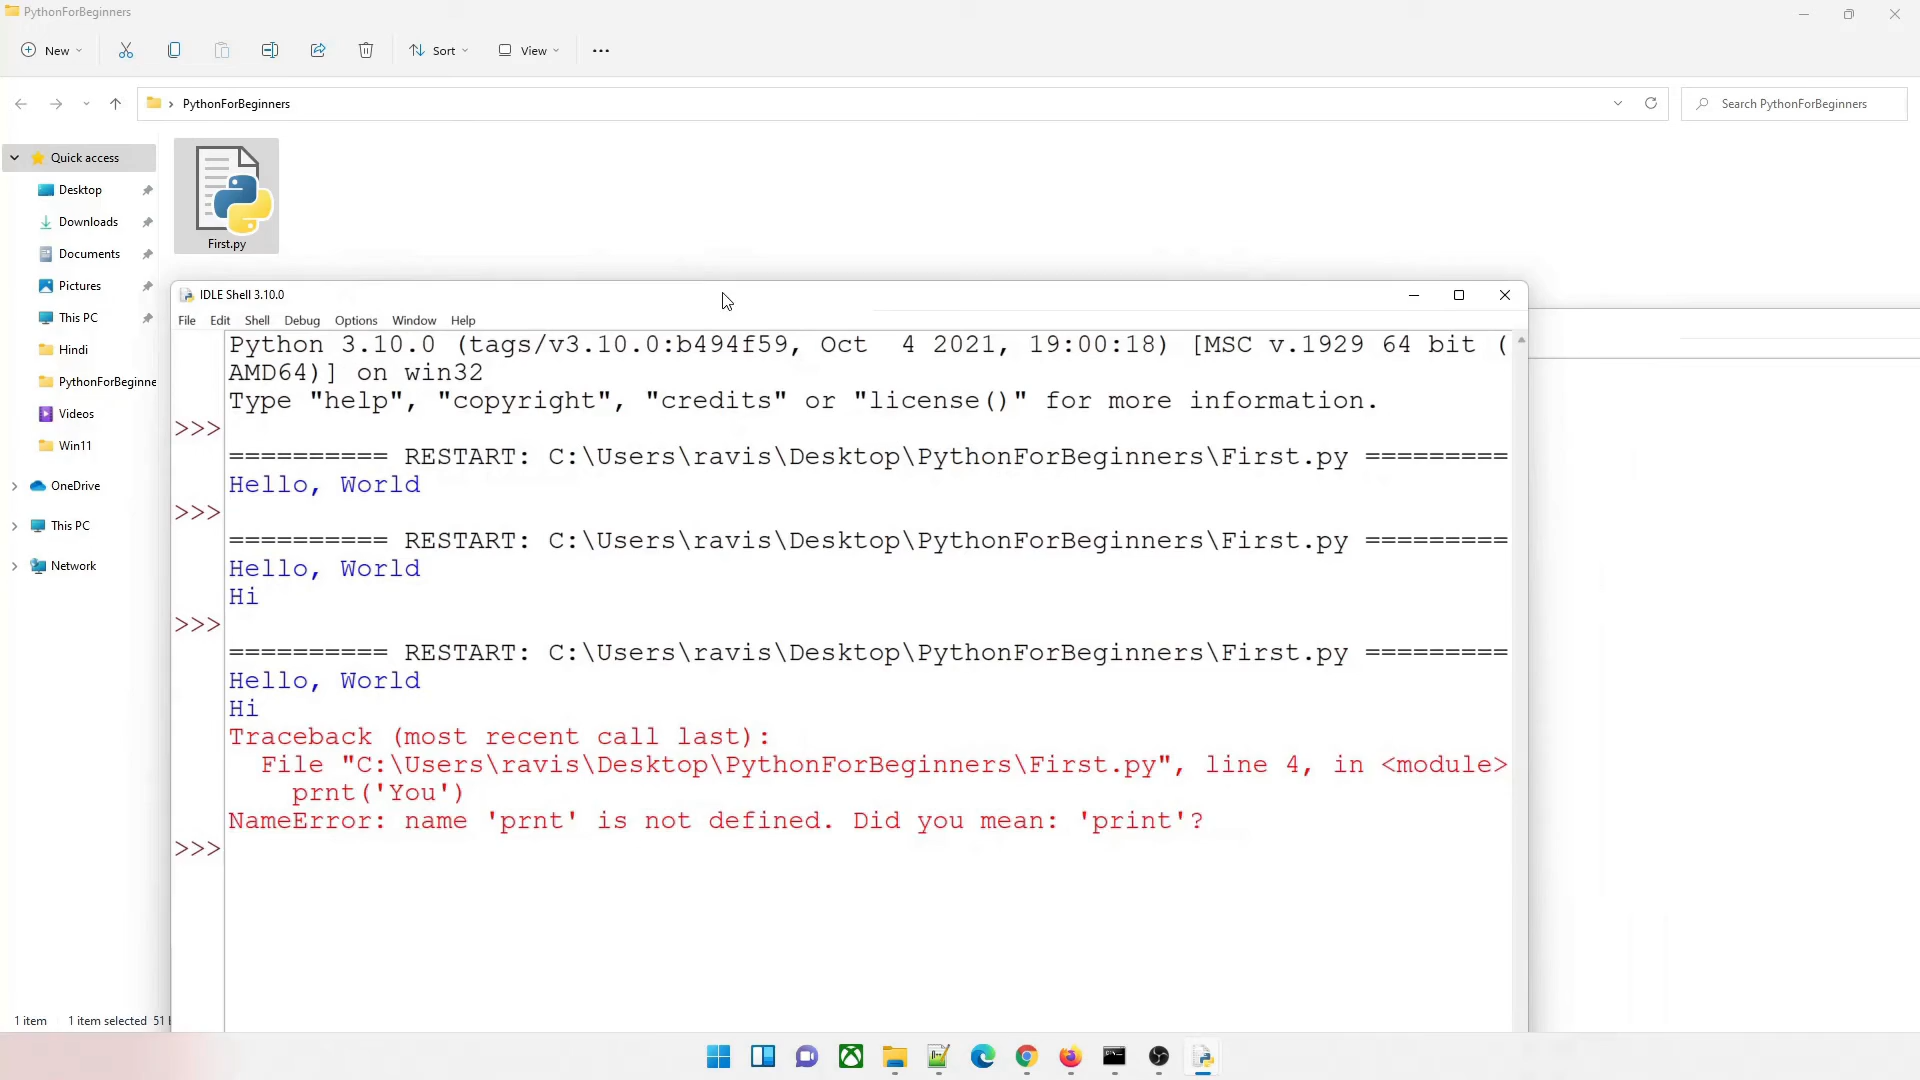 PythonForBeginners
New
Sort
View
PythonForBeginners
Search PythonForBeginners
Quick access
Desktop
Downloads
Documents
Pictures
This PC
Hindi
PythonForBeginne
Videos
Win11
OneDrive
This PC
Network
First.py
IDLE Shell 3.10.0
File Edit Shell Debug Options Window Help
Python 3.10.0 (tags/v3.10.0:b494f59, Oct  4 2021, 19:00:18) [MSC v.1929 64 bit (
AMD64)] on win32
Type "help", "copyright", "credits" or "license()" for more information.
>>>
========== RESTART: C:\Users\ravis\Desktop\PythonForBeginners\First.py =========
Hello, World
>>>
========== RESTART: C:\Users\ravis\Desktop\PythonForBeginners\First.py =========
Hello, World
Hi
>>>
========== RESTART: C:\Users\ravis\Desktop\PythonForBeginners\First.py =========
Hello, World
Hi
Traceback (most recent call last):
  File "C:\Users\ravis\Desktop\PythonForBeginners\First.py", line 4, in <module>
    prnt('You')
NameError: name 'prnt' is not defined. Did you mean: 'print'?
>>>
1 item 1 item selected 51